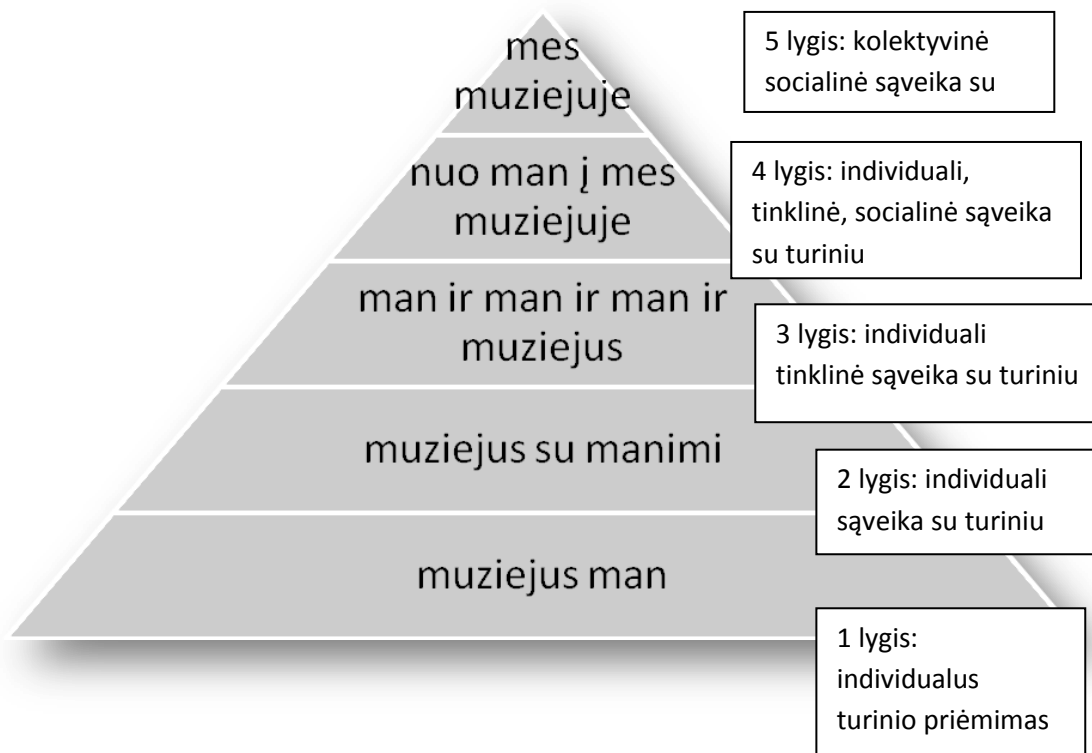 mes
muziejuje
5 lygis: kolektyvinė
socialinė sąveika su
nuo man į mes
muziejuje
4 lygis: individuali,
tinklinė, socialinė sąveika
su turiniu
man ir man ir man ir
muziejus
3 lygis: individuali
tinklinė sąveika su turiniu
muziejus su manimi
2 lygis: individuali
sąveika su turiniu
muziejus man
1 lygis:
individualus
turinio priėmimas